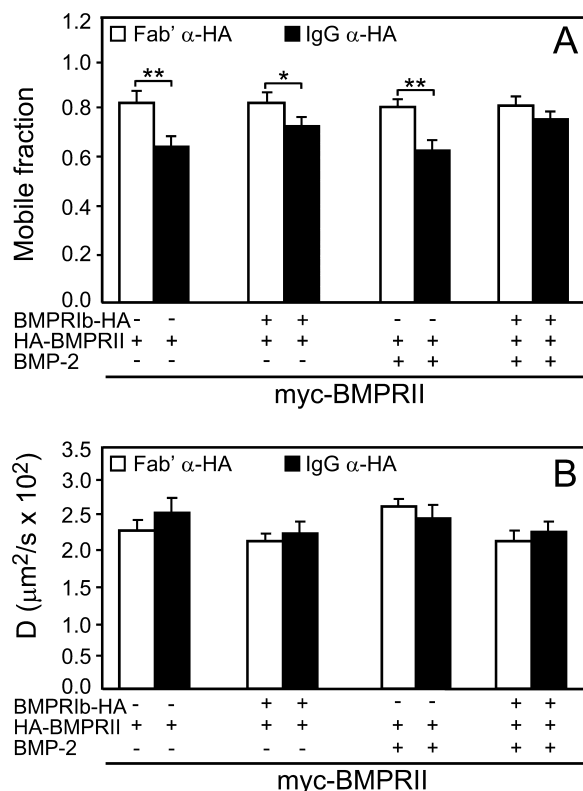 Fab’ α-HA IgG α-HA A
1.2
1.0
0.8
0.6
0.4
0.2
0.0
Mobile fraction
** * **
BMPRIb-HA - - + + - - + +
HA-BMPRII + + + + + + + +
BMP-2 - - - - + + + +
myc-BMPRII
Fab’ α-HA IgG α-HA B
3.5
3.0
2.5
2.0
1.5
1.0
0.5
0.0
D (µm²/s x 10²)
BMPRIb-HA - - + + - - + +
HA-BMPRII + + + + + + + +
BMP-2 - - - - + + + +
myc-BMPRII